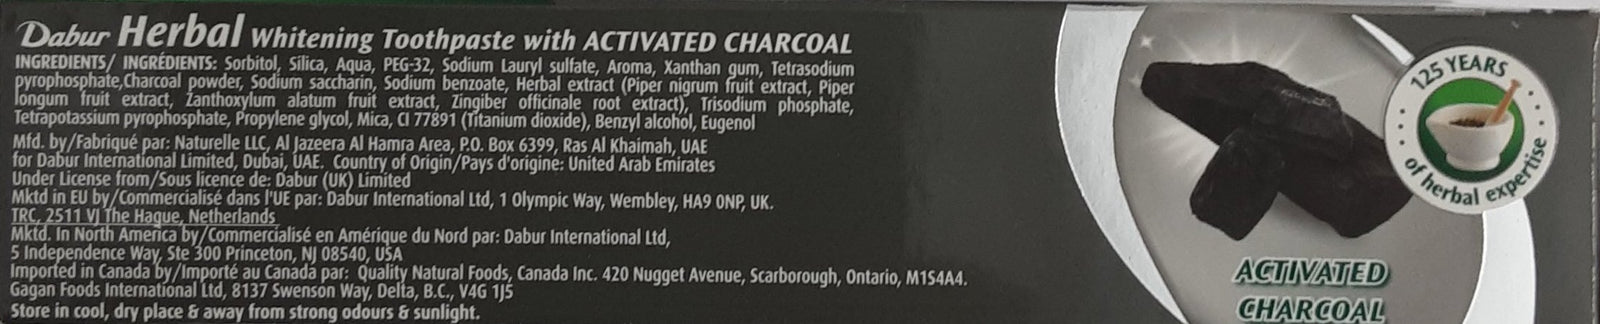 Dabur Herbal Whitening Toothpaste with ACTIVATED CHARCOAL
INGREDIENTS/ INGRÉDIENTS: Sorbitol, Silica, Aqua, PEG-32, Sodium Lauryl sulfate, Aroma, Xanthan gum, Tetrasodium
pyrophosphate,Charcoal powder, Sodium saccharin, Sodium benzoate, Herbal extract (Piper nigrum fruit extract, Piper
longum fruit extract, Zanthoxylum alatum fruit extract, Zingiber officinale root extract), Trisodium phosphate,
Tetrapotassium pyrophosphate, Propylene glycol, Mica, CI 77891 (Titanium dioxide), Benzyl alcohol, Eugenol
Mfd. by/Fabriqué par: Naturelle LLC, Al Jazeera Al Hamra Area, P.O. Box 6399, Ras Al Khaimah, UAE
for Dabur International Limited, Dubai, UAE. Country of Origin/Pays d'origine: United Arab Emirates
Under License from/Sous licence de: Dabur (UK) Limited
Mktd in EU by/Commercialisé dans l'UE par: Dabur International Ltd, 1 Olympic Way, Wembley, HA9 0NP, UK.
TRC, 2511 VJ The Hague, Netherlands
Mktd. In North America by/Commercialisé en Amérique du Nord par: Dabur International Ltd,
5 Independence Way, Ste 300 Princeton, NJ 08540, USA
Imported in Canada by/Importé au Canada par: Quality Natural Foods, Canada Inc. 420 Nugget Avenue, Scarborough, Ontario, M1S4A4.
Gagan Foods International Ltd, 8137 Swenson Way, Delta, B.C., V4G 1J5
Store in cool, dry place & away from strong odours & sunlight.
125 YEARS
of herbal expertise
ACTIVATED
CHARCOAL